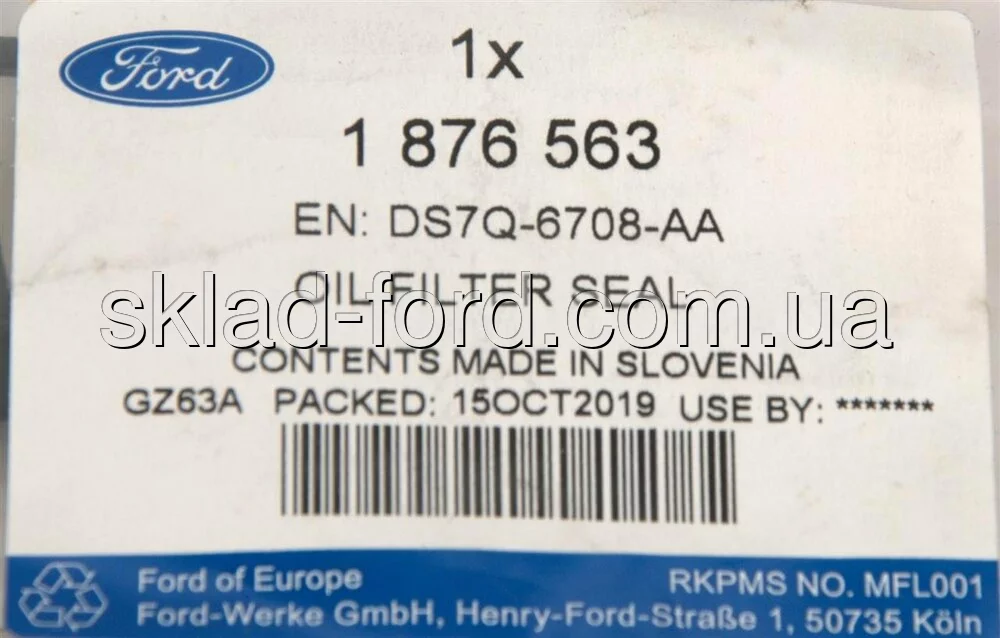 Ford
1x
1 876 563
EN: DS7Q-6708-AA
OIL FILTER SEAL
sklad-ford.com.ua
CONTENTS MADE IN SLOVENIA
GZ63A PACKED: 15OCT2019 USE BY: *******
Ford of Europe RKPMS NO. MFL001
Ford-Werke GmbH, Henry-Ford-Straße 1, 50735 Köln